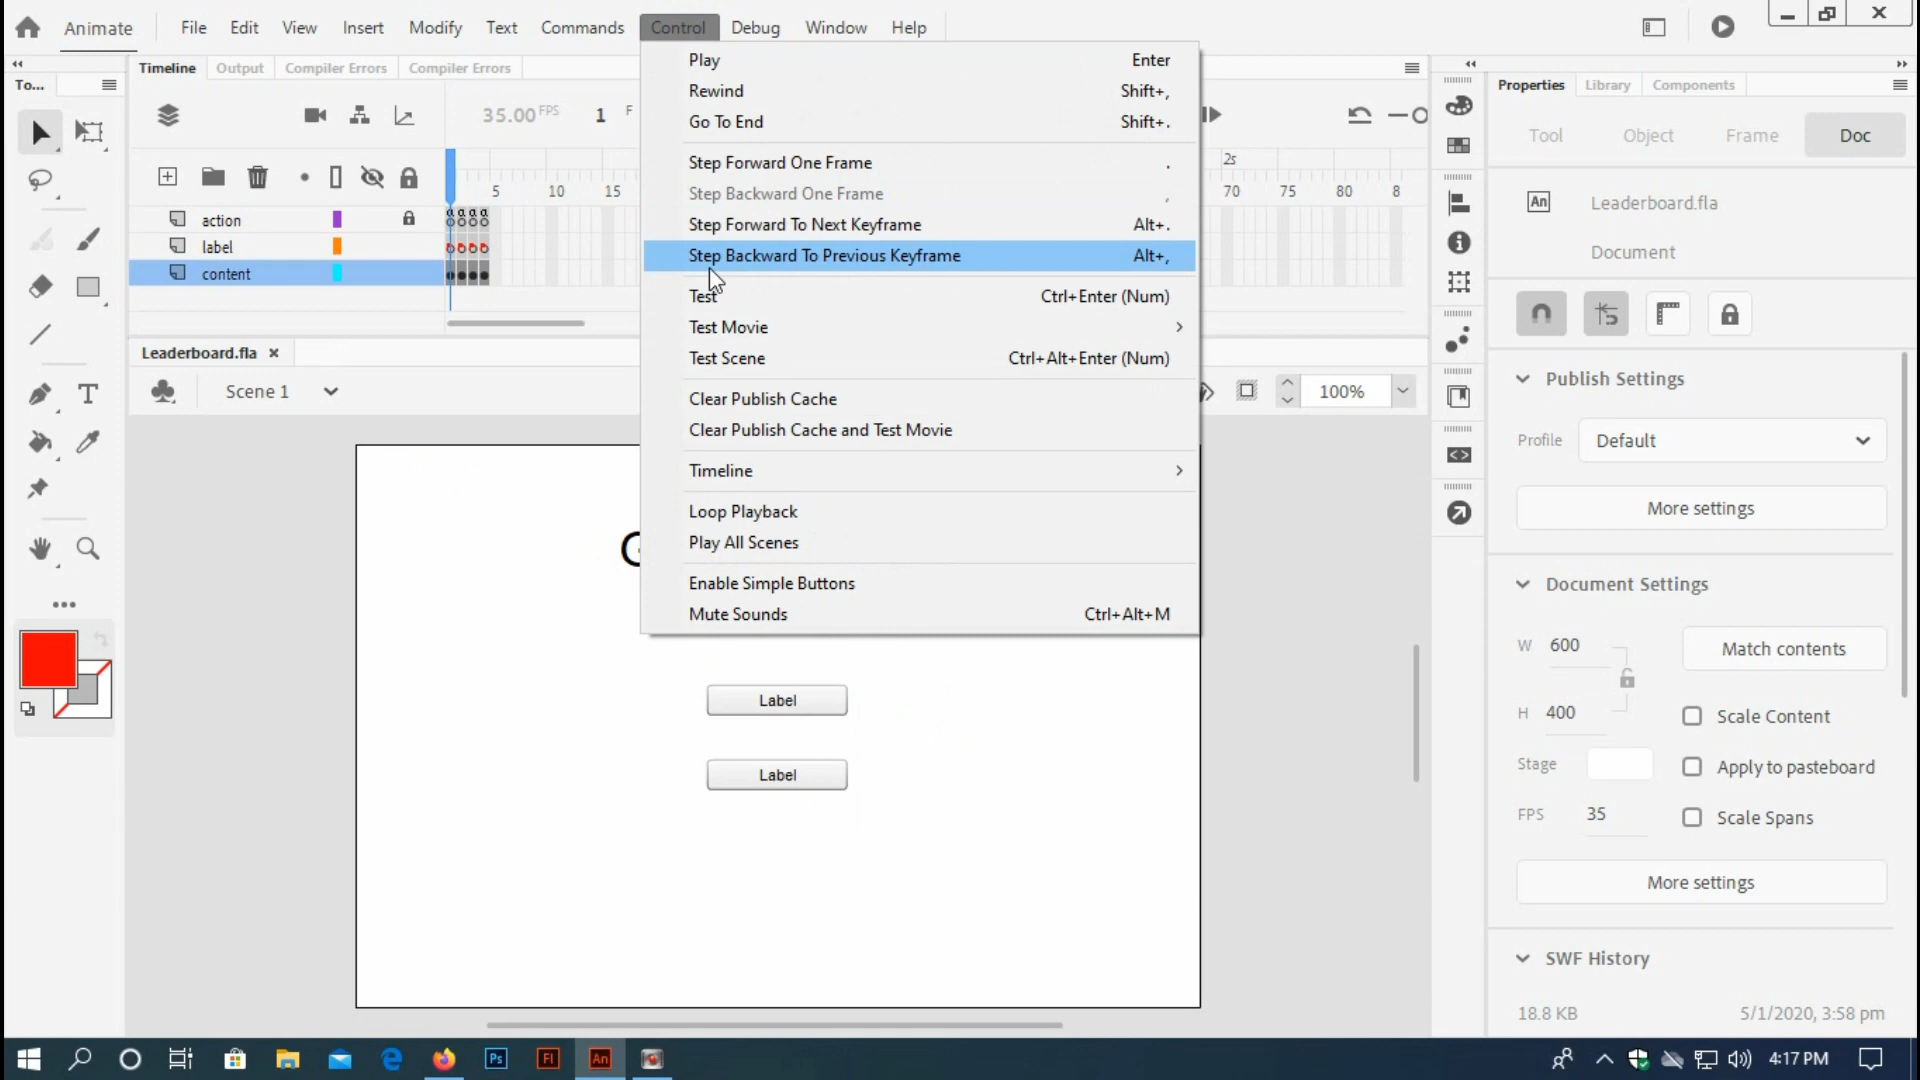 Animate
File Edit View Insert Modify Text Commands Control Debug Window Help
To...
Timeline Output Compiler Errors Compiler Errors
35.00 FPS 1 F
5 10 15
2s
70 75 80 8
action
label
content
Leaderboard.fla
Scene 1
100%
Play Enter
Rewind Shift+,
Go To End Shift+.
Step Forward One Frame .
Step Backward One Frame ,
Step Forward To Next Keyframe Alt+.
Step Backward To Previous Keyframe Alt+,
Test Ctrl+Enter (Num)
Test Movie
Test Scene Ctrl+Alt+Enter (Num)
Clear Publish Cache
Clear Publish Cache and Test Movie
Timeline
Loop Playback
Play All Scenes
Enable Simple Buttons
Mute Sounds Ctrl+Alt+M
Label
Label
Properties Library Components
Tool Object Frame Doc
An Leaderboard.fla
Document
Publish Settings
Profile Default
More settings
Document Settings
W 600
Match contents
H 400
Scale Content
Stage
Apply to pasteboard
FPS 35
Scale Spans
More settings
SWF History
18.8 KB 5/1/2020, 3:58 pm
Ps Fl An
4:17 PM